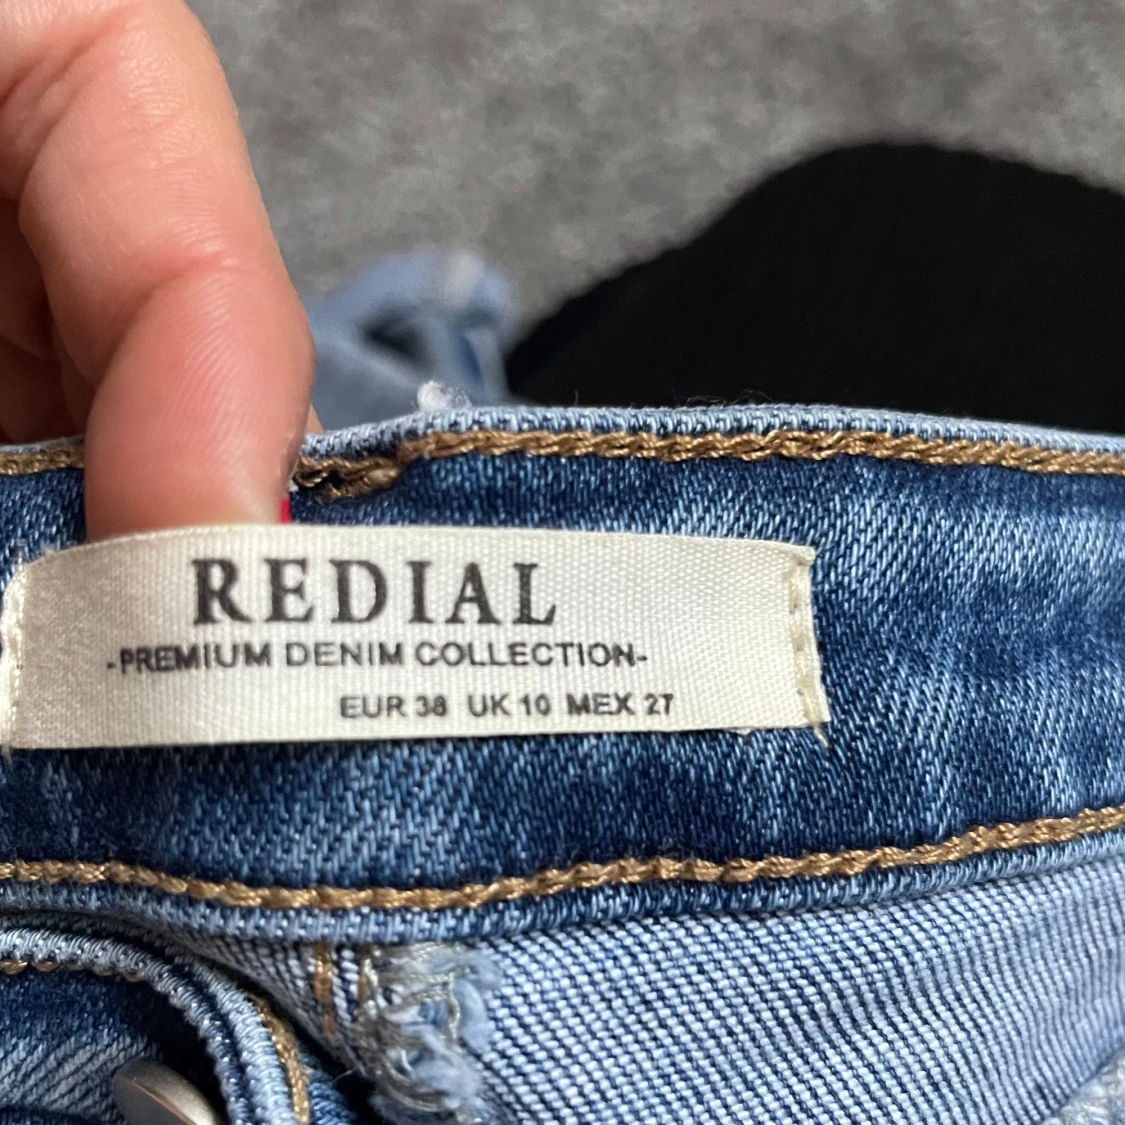 REDIAL
-PREMIUM DENIM COLLECTION-
EUR 38 UK 10 MEX 27